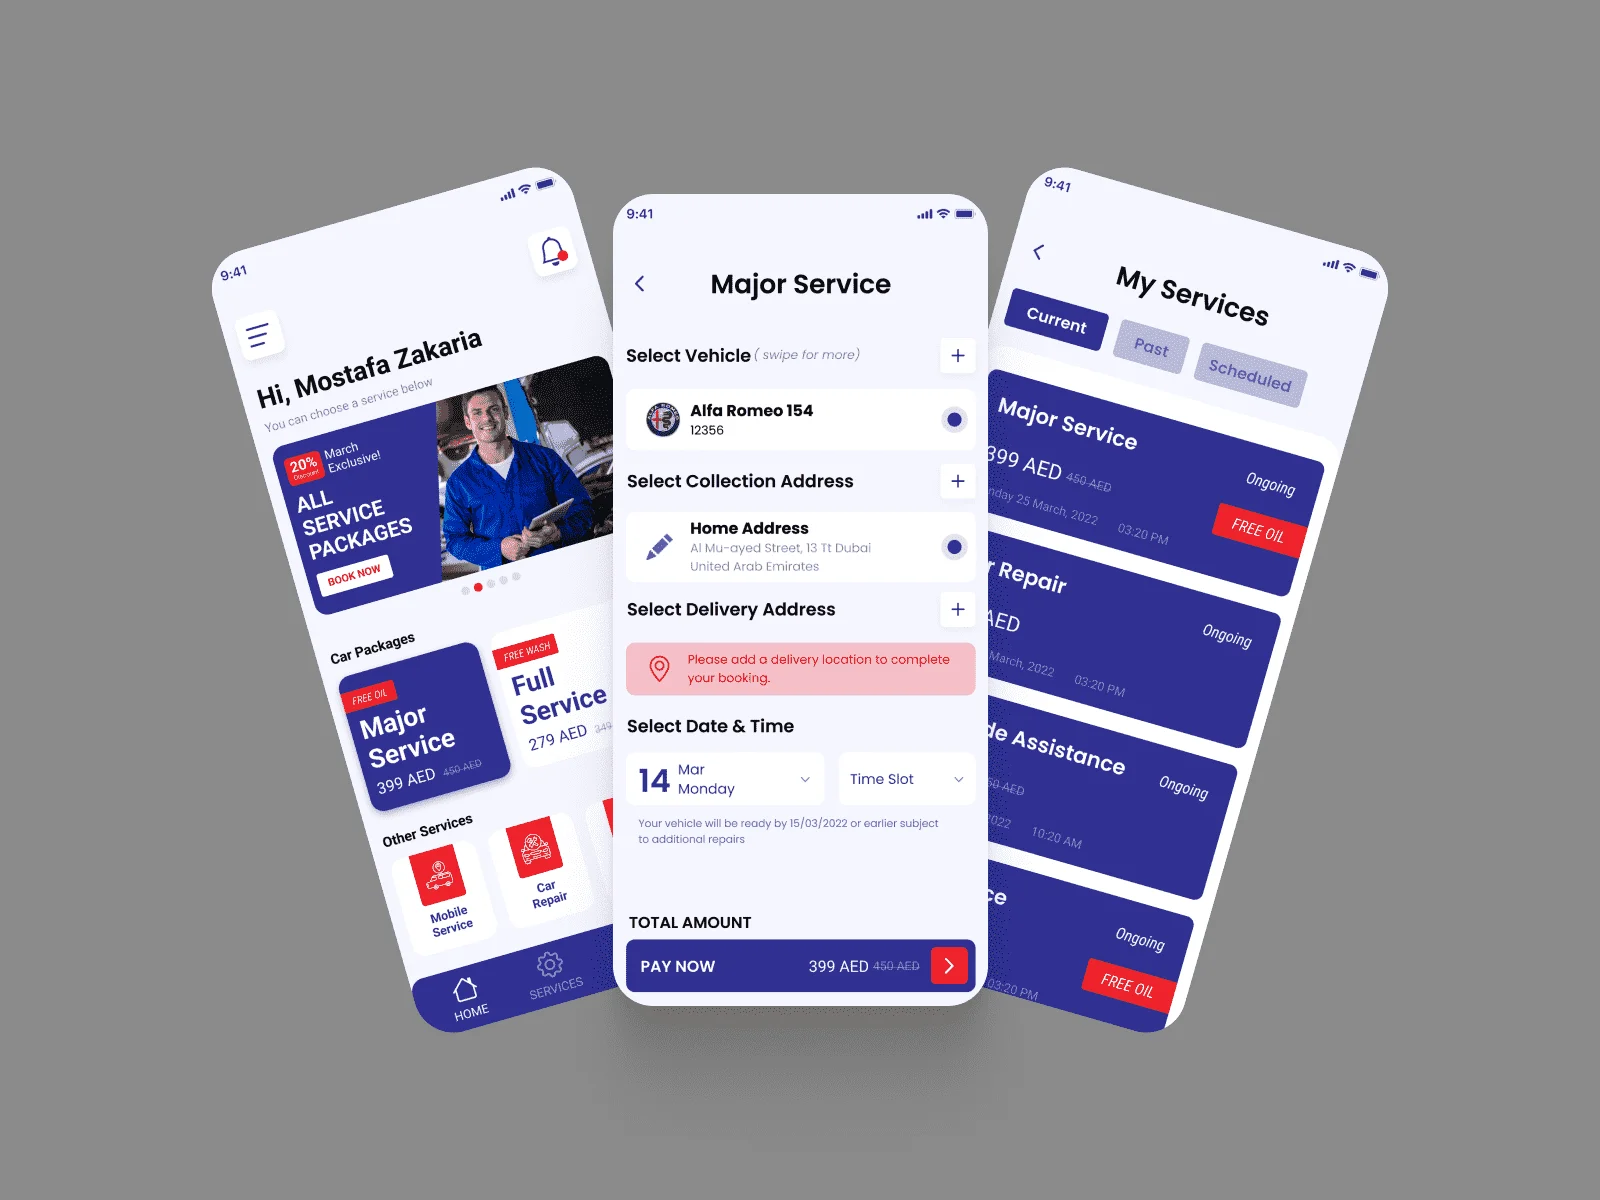 9:41
Hi, Mostafa Zakaria
You can choose a service below
20%
Discount
March
Exclusive!
ALL
SERVICE
PACKAGES
BOOK NOW
Car Packages
FREE OIL
Major
Service
399 AED 450 AED
FREE WASH
Full
Service
279 AED 349
Other Services
Mobile
Service
Car
Repair
HOME
SERVICES
9:41
Major Service
Select Vehicle ( swipe for more)
Alfa Romeo 154
12356
Select Collection Address
Home Address
Al Mu-ayed Street, 13 Tt Dubai
United Arab Emirates
Select Delivery Address
Please add a delivery location to complete
your booking.
Select Date & Time
14
Mar
Monday
Time Slot
Your vehicle will be ready by 15/03/2022 or earlier subject
to additional repairs
TOTAL AMOUNT
PAY NOW 399 AED 450 AED
9:41
My Services
Current
Past
Scheduled
Major Service
399 AED 450 AED
Ongoing
nday 25 March, 2022 03:20 PM
FREE OIL
r Repair
AED
Ongoing
March, 2022 03:20 PM
de Assistance
50 AED
Ongoing
2022 10:20 AM
ce
Ongoing
03:20 PM
FREE OIL